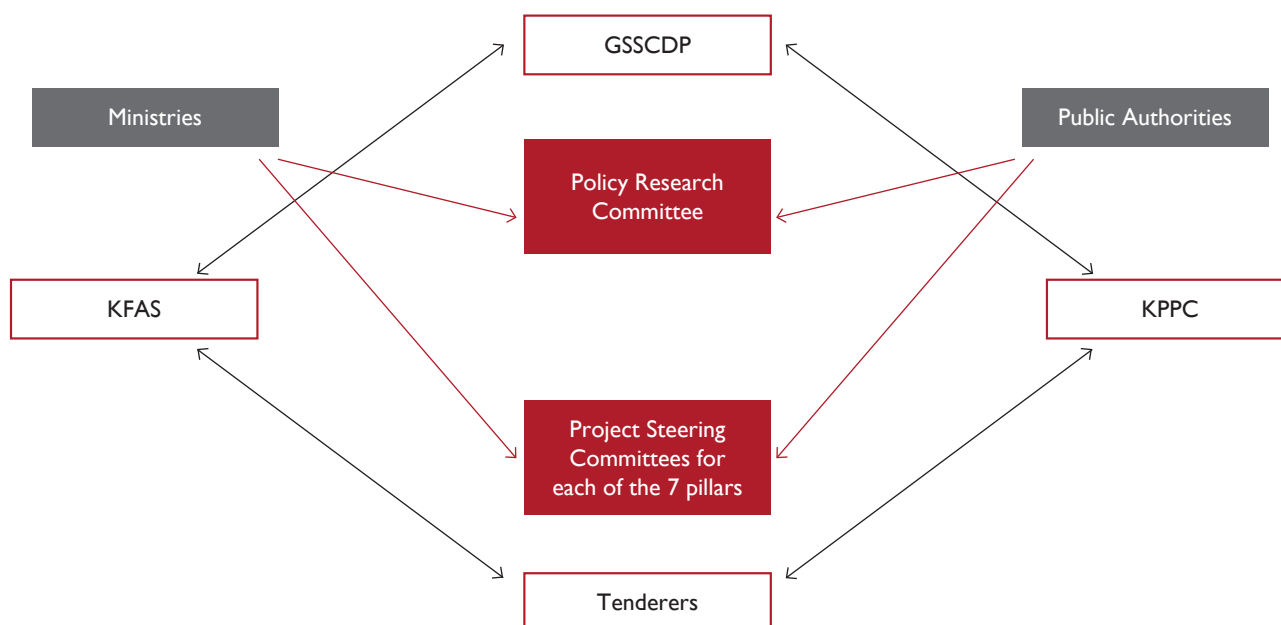 GSSCDP
Ministries
Public Authorities
Policy Research
Committee
KFAS
KPPC
Project Steering
Committees for
each of the 7 pillars
Tenderers